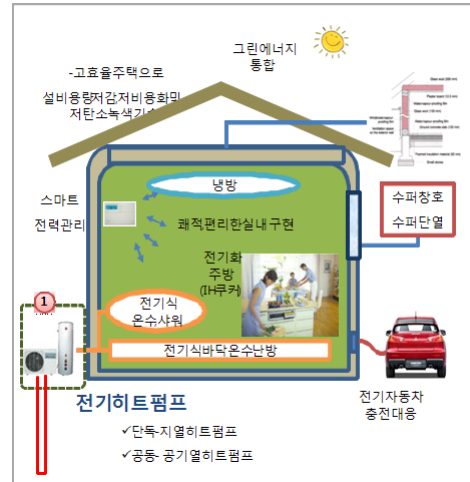 그린에너지
통합
-고효율주택으로
설비용량저감저비용화및
저탄소녹색기
스마트
전력관리
냉방
쾌적편리한실내구현
수퍼창호
수퍼단열
전기화
주방
(IH쿠커)
전기식
온수샤워
1
전기식바닥온수난방
전기히트펌프
✓단독-지열히트펌프
✓공동- 공기열히트펌프
전기자동차
충전대응